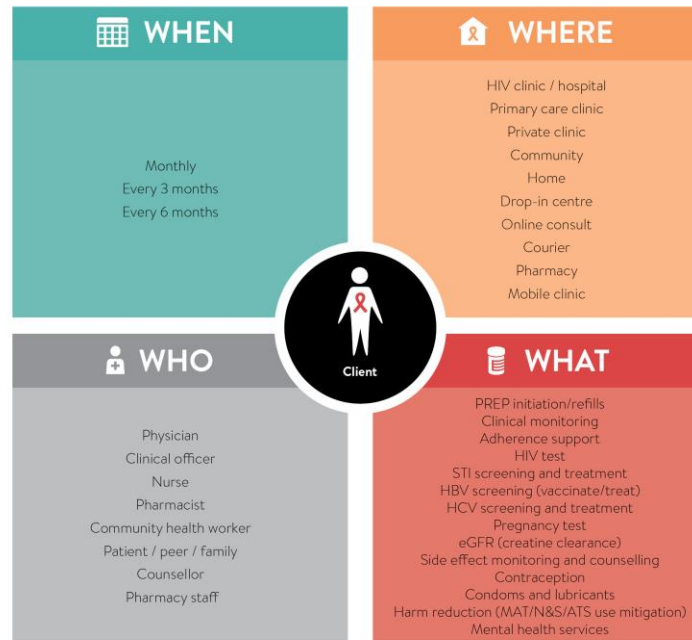 WHEN
Monthly
Every 3 months
Every 6 months
WHERE
HIV clinic / hospital
Primary care clinic
Private clinic
Community
Home
Drop-in centre
Online consult
Courier
Pharmacy
Mobile clinic
Client
WHO
Physician
Clinical officer
Nurse
Pharmacist
Community health worker
Patient / peer / family
Counsellor
Pharmacy staff
WHAT
PREP initiation/refills
Clinical monitoring
Adherence support
HIV test
STI screening and treatment
HBV screening (vaccinate/treat)
HCV screening and treatment
Pregnancy test
eGFR (creatine clearance)
Side effect monitoring and counselling
Contraception
Condoms and lubricants
Harm reduction (MAT/N&S/ATS use mitigation)
Mental health services